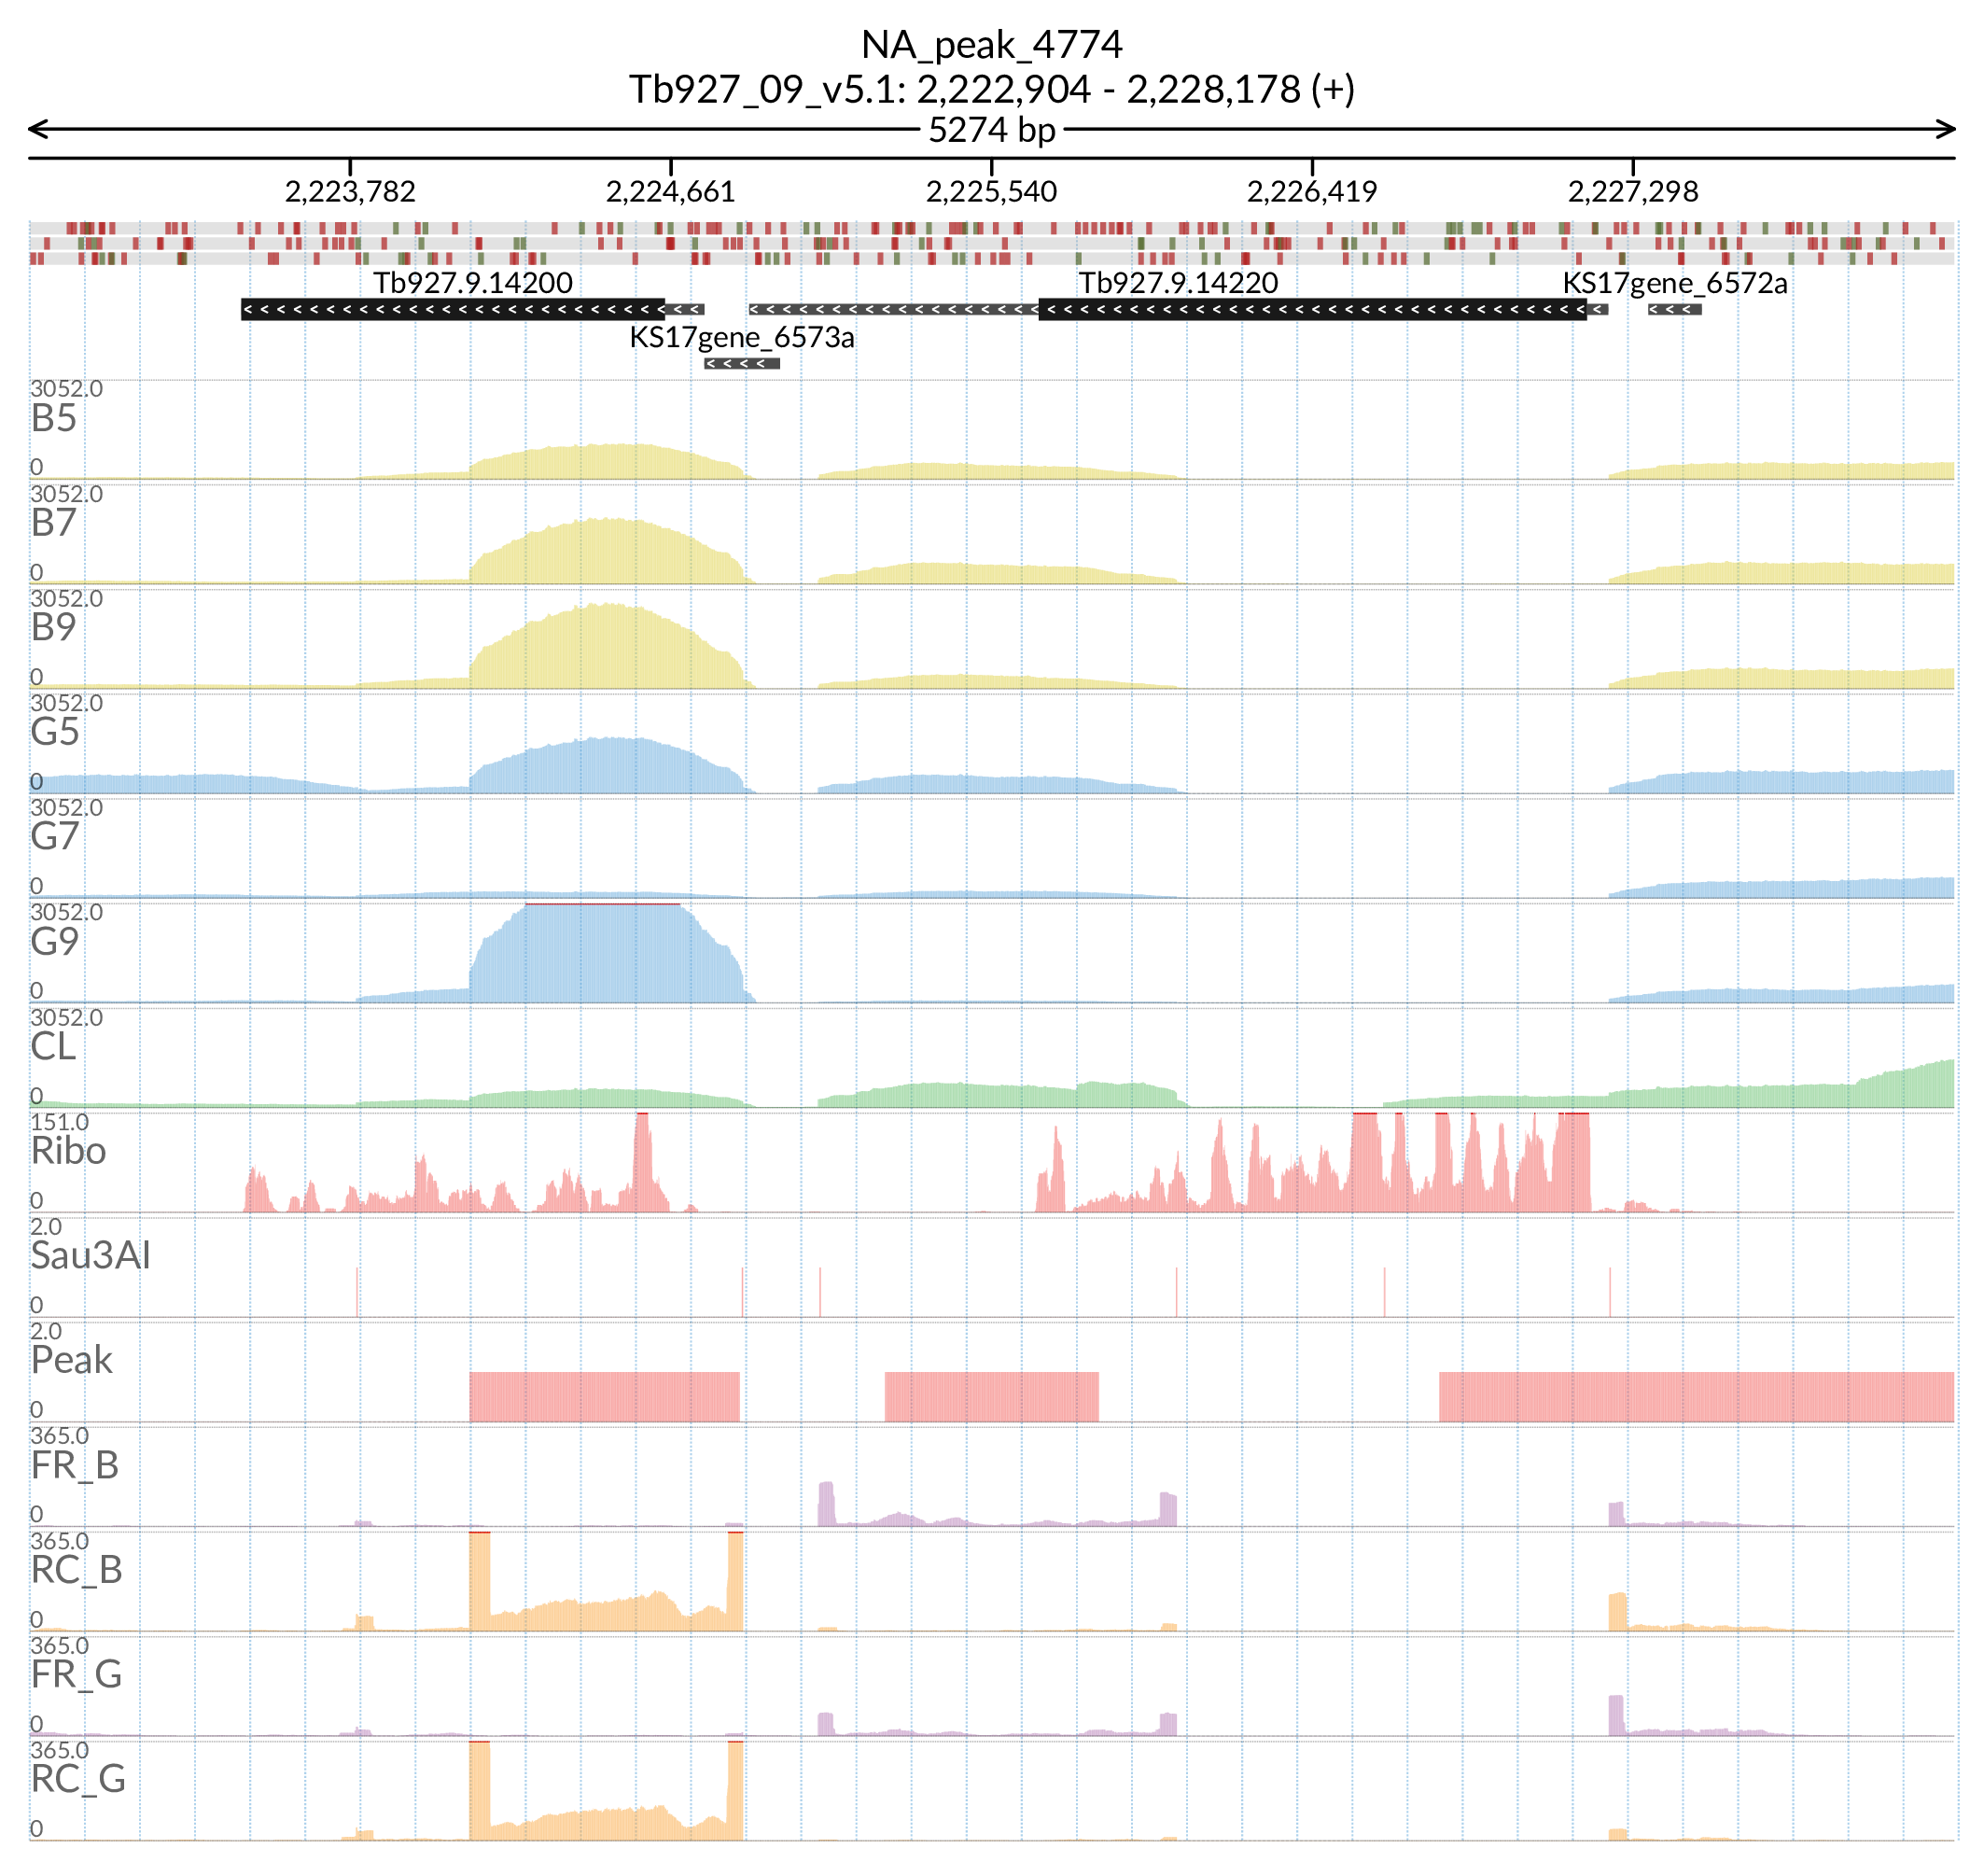 NA_peak_4774
Tb927_09_v5.1: 2,222,904 - 2,228,178 (+)
5274 bp
2,223,782 2,224,661 2,225,540 2,226,419 2,227,298
Tb927.9.14200 Tb927.9.14220 KS17gene_6572a
KS17gene_6573a
3052.0
B5
0
3052.0
B7
0
3052.0
B9
0
3052.0
G5
0
3052.0
G7
0
3052.0
G9
0
3052.0
CL
0
151.0
Ribo
0
2.0
Sau3AI
0
2.0
Peak
0
365.0
FR_B
0
365.0
RC_B
0
365.0
FR_G
0
365.0
RC_G
0